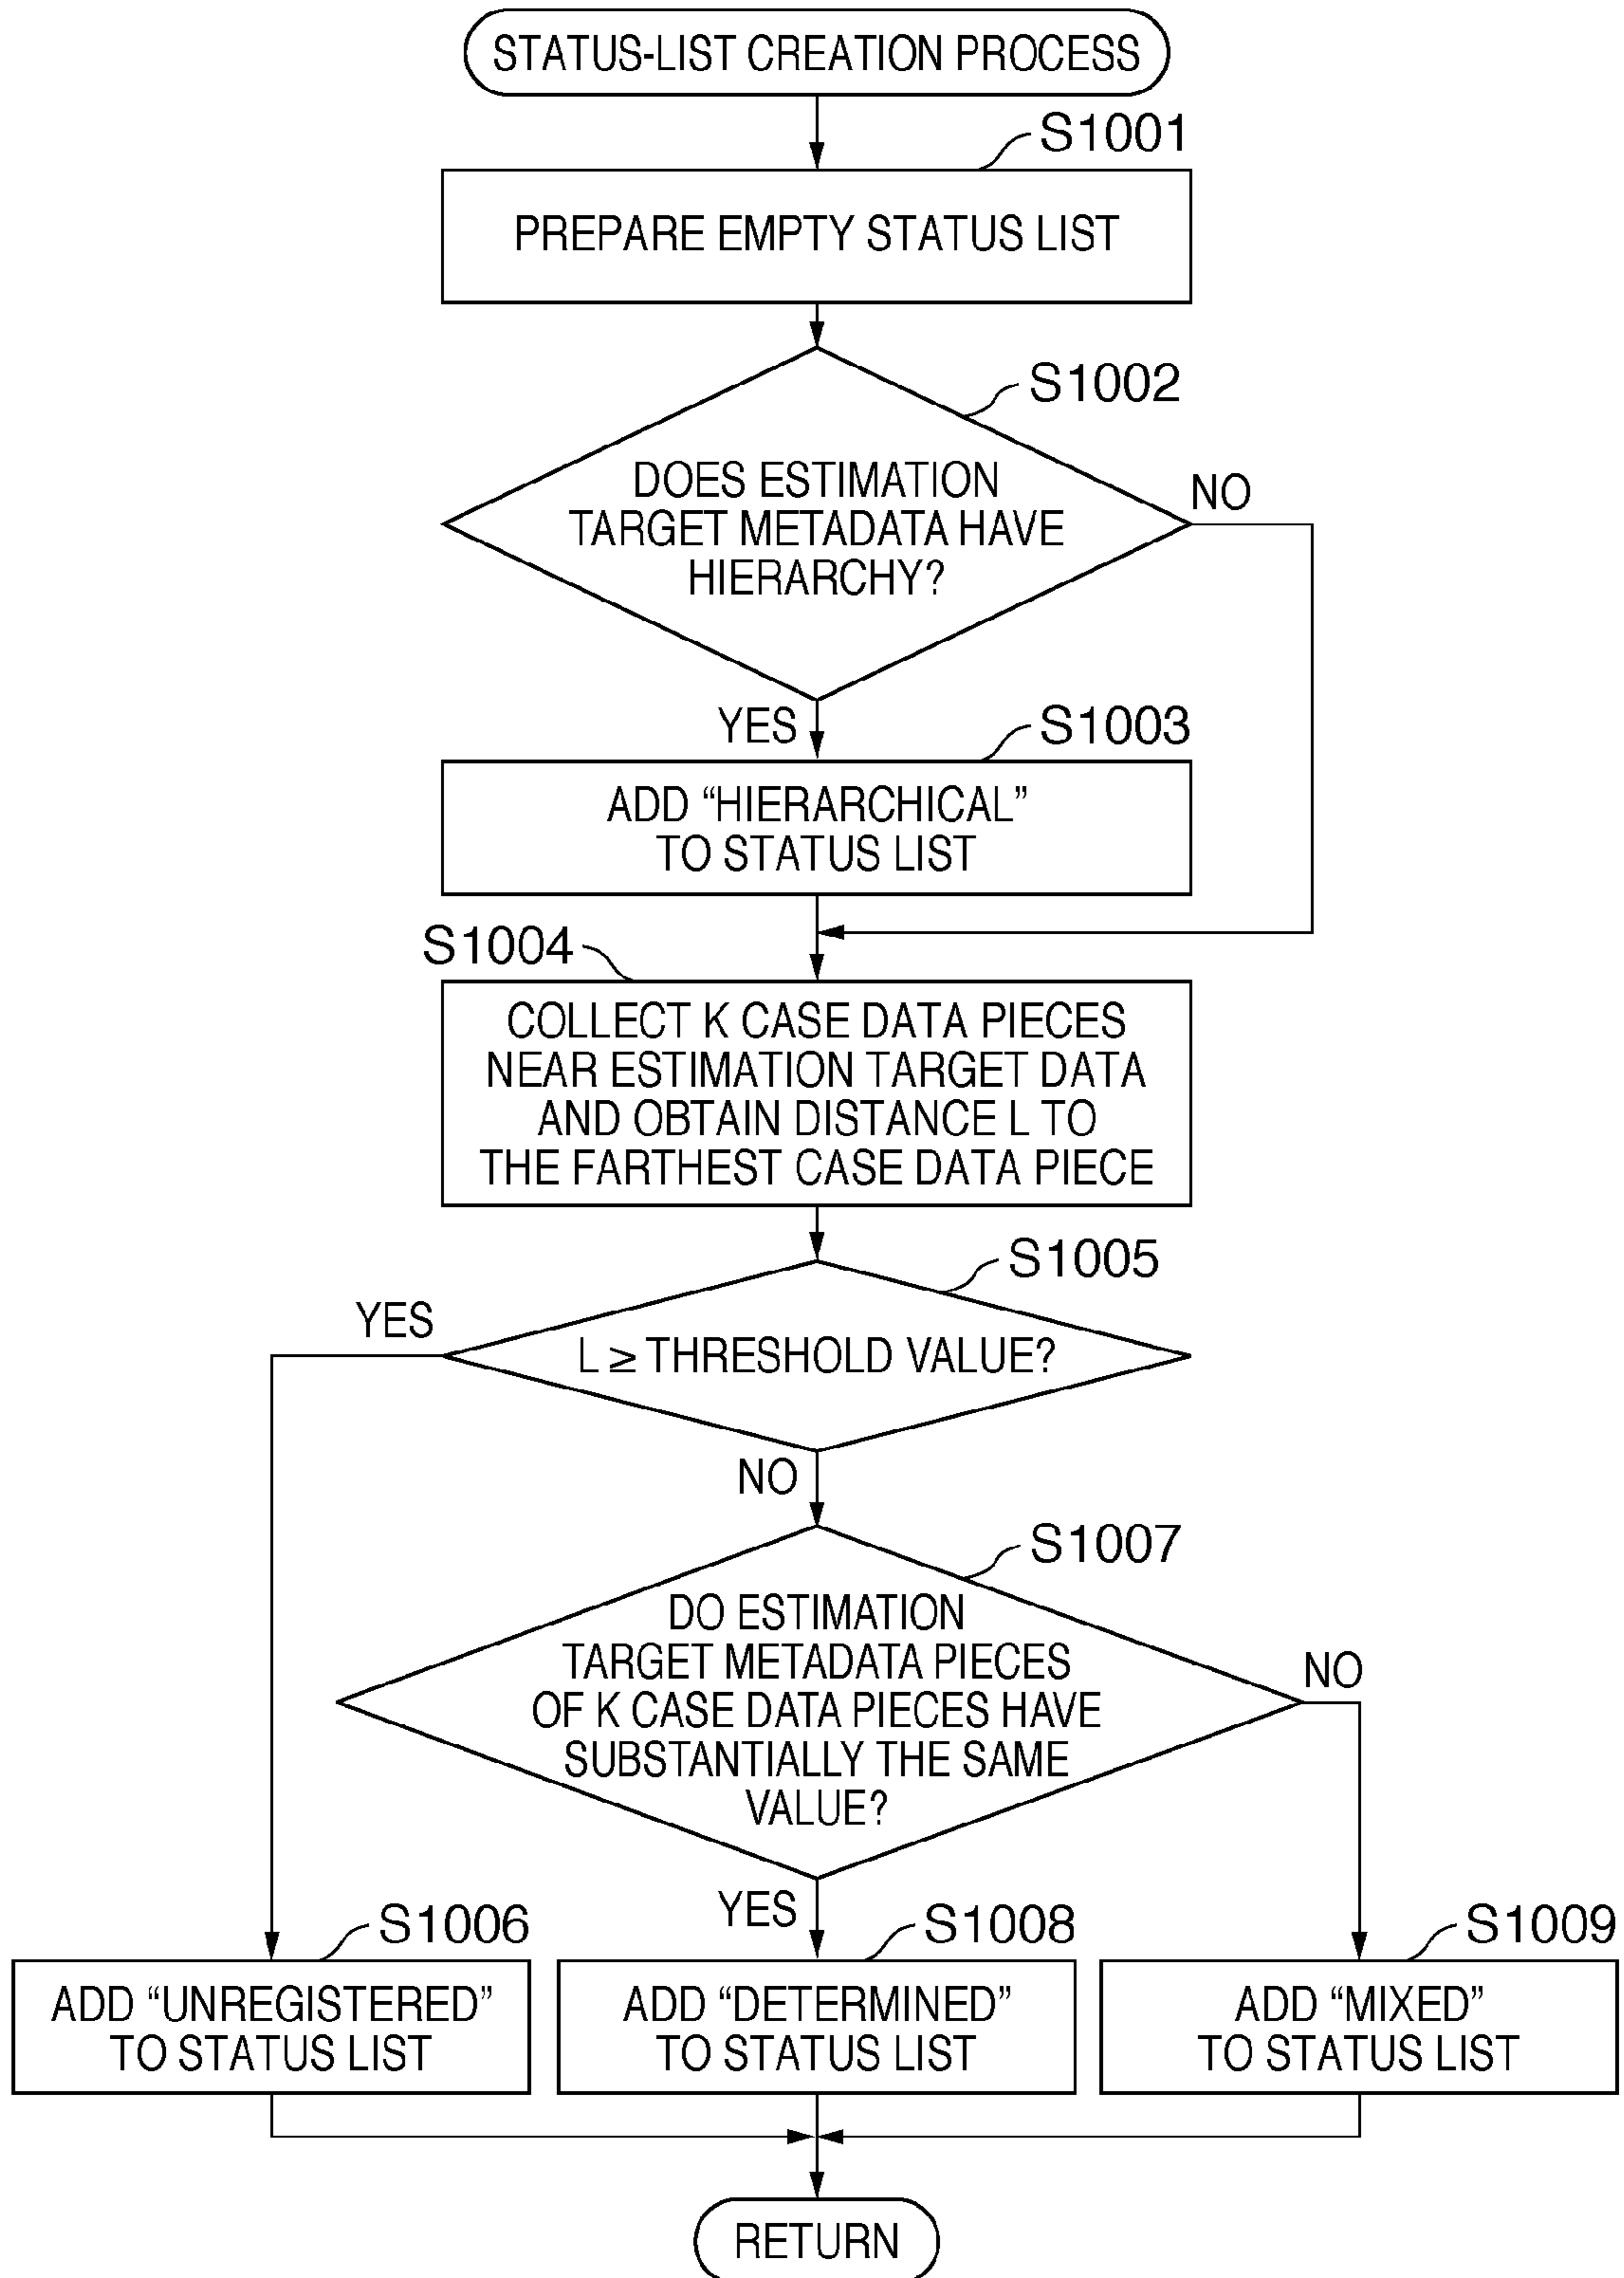 STATUS-LIST CREATION PROCESS
S1001
PREPARE EMPTY STATUS LIST
S1002
DOES ESTIMATION
TARGET METADATA HAVE
HIERARCHY?
NO
YES
S1003
ADD “HIERARCHICAL”
TO STATUS LIST
S1004
COLLECT K CASE DATA PIECES
NEAR ESTIMATION TARGET DATA
AND OBTAIN DISTANCE L TO
THE FARTHEST CASE DATA PIECE
S1005
YES
L ≥ THRESHOLD VALUE?
NO
S1007
DO ESTIMATION
TARGET METADATA PIECES
OF K CASE DATA PIECES HAVE
SUBSTANTIALLY THE SAME
VALUE?
NO
YES
S1006
ADD “UNREGISTERED”
TO STATUS LIST
S1008
ADD “DETERMINED”
TO STATUS LIST
S1009
ADD “MIXED”
TO STATUS LIST
RETURN